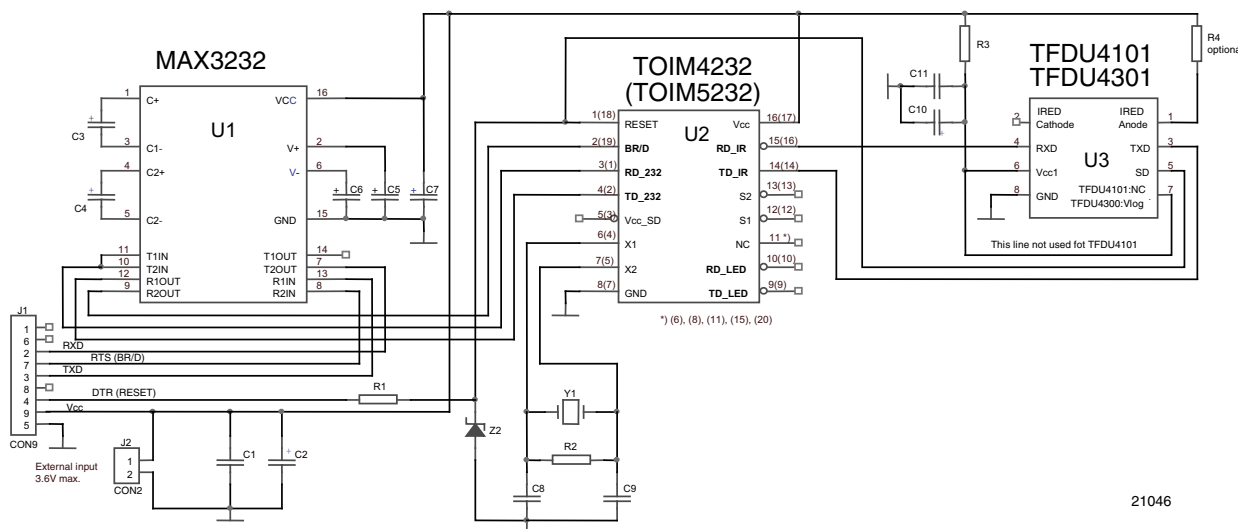 MAX3232
TOIM4232
(TOIM5232)
TFDU4101
TFDU4301
R3
R4
optional
C11
C10
U1
1 C+
3 C1-
4 C2+
5 C2-
11 T1IN
10 T2IN
12 R1OUT
9 R2OUT
VCC 16
V+ 2
V- 6
GND 15
T1OUT 14
T2OUT 7
R1IN 13
R2IN 8
C3
C4
C6
C5
C7
U2
1(18) RESET
2(19) BR/D
3(1) RD_232
4(2) TD_232
5(3) Vcc_SD
6(4) X1
7(5) X2
8(7) GND
Vcc 16(17)
RD_IR 15(16)
TD_IR 14(14)
S2 13(13)
S1 12(12)
NC 11 *)
RD_LED 10(10)
TD_LED 9(9)
*) (6), (8), (11), (15), (20)
U3
2 IRED
Cathode
4 RXD
6 Vcc1
8 GND
IRED
Anode 1
TXD 3
SD 5
TFDU4101:NC 7
TFDU4300:Vlog
This line not used fot TFDU4101
J1
1
6
2 RXD
7 RTS (BR/D)
3 TXD
8
4 DTR (RESET)
9 Vcc
5
CON9
External input
3.6V max.
J2
1
2
CON2
C1
C2
R1
Z2
Y1
R2
C8
C9
21046